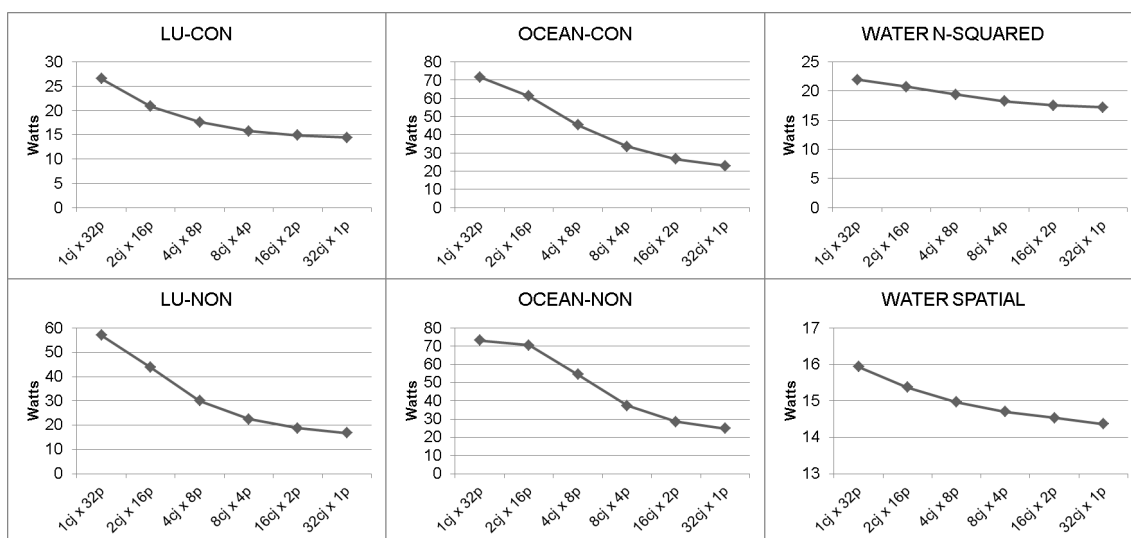 LU-CON
Watts
30
25
20
15
10
5
0
1cj x 32p
2cj x 16p
4cj x 8p
8cj x 4p
16cj x 2p
32cj x 1p
OCEAN-CON
Watts
80
70
60
50
40
30
20
10
0
1cj x 32p
2cj x 16p
4cj x 8p
8cj x 4p
16cj x 2p
32cj x 1p
WATER N-SQUARED
Watts
25
20
15
10
5
0
1cj x 32p
2cj x 16p
4cj x 8p
8cj x 4p
16cj x 2p
32cj x 1p
LU-NON
Watts
60
50
40
30
20
10
0
1cj x 32p
2cj x 16p
4cj x 8p
8cj x 4p
16cj x 2p
32cj x 1p
OCEAN-NON
Watts
80
70
60
50
40
30
20
10
0
1cj x 32p
2cj x 16p
4cj x 8p
8cj x 4p
16cj x 2p
32cj x 1p
WATER SPATIAL
Watts
17
16
15
14
13
1cj x 32p
2cj x 16p
4cj x 8p
8cj x 4p
16cj x 2p
32cj x 1p